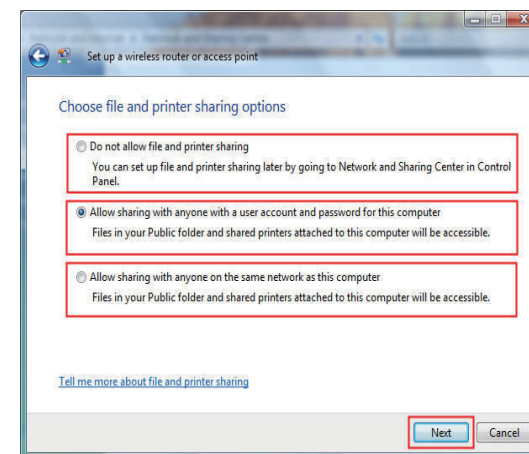 Set up a wireless router or access point
Choose file and printer sharing options
Do not allow file and printer sharing
You can set up file and printer sharing later by going to Network and Sharing Center in Control
Panel.
Allow sharing with anyone with a user account and password for this computer
Files in your Public folder and shared printers attached to this computer will be accessible.
Allow sharing with anyone on the same network as this computer
Files in your Public folder and shared printers attached to this computer will be accessible.
Tell me more about file and printer sharing
Next Cancel